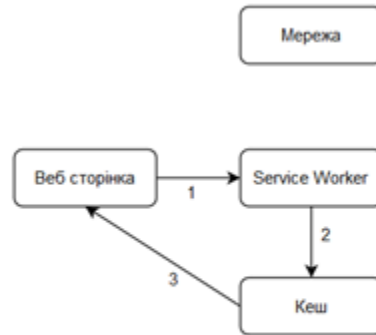 Мережа
Веб сторінка
1
Service Worker
2
3
Кеш